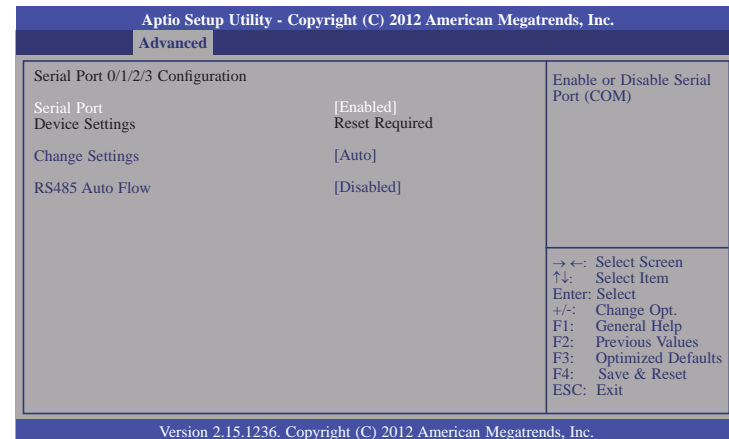 Aptio Setup Utility - Copyright (C) 2012 American Megatrends, Inc.
Advanced
Serial Port 0/1/2/3 Configuration
Serial Port [Enabled]
Device Settings Reset Required
Change Settings [Auto]
RS485 Auto Flow [Disabled]
Enable or Disable Serial
Port (COM)
→ ←: Select Screen
↑↓: Select Item
Enter: Select
+/-: Change Opt.
F1: General Help
F2: Previous Values
F3: Optimized Defaults
F4: Save & Reset
ESC: Exit
Version 2.15.1236. Copyright (C) 2012 American Megatrends, Inc.